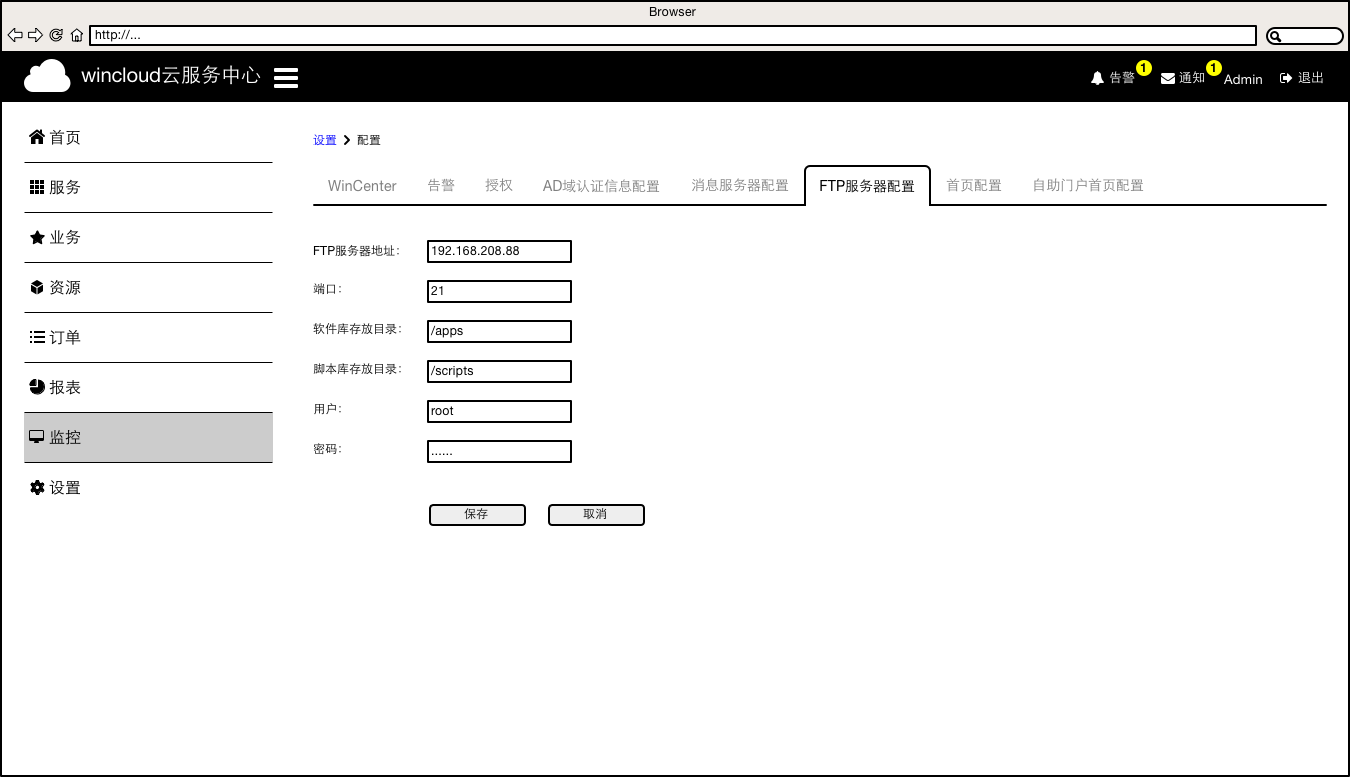 Browser
http://...
wincloud云服务中心
告警 1 通知 1 Admin 退出
首页
服务
业务
资源
订单
报表
监控
设置
设置 配置
WinCenter 告警 授权 AD域认证信息配置 消息服务器配置 FTP服务器配置 首页配置 自助门户首页配置
FTP服务器地址: 192.168.208.88
端口: 21
软件库存放目录: /apps
脚本库存放目录: /scripts
用户: root
密码: ......
保存 取消